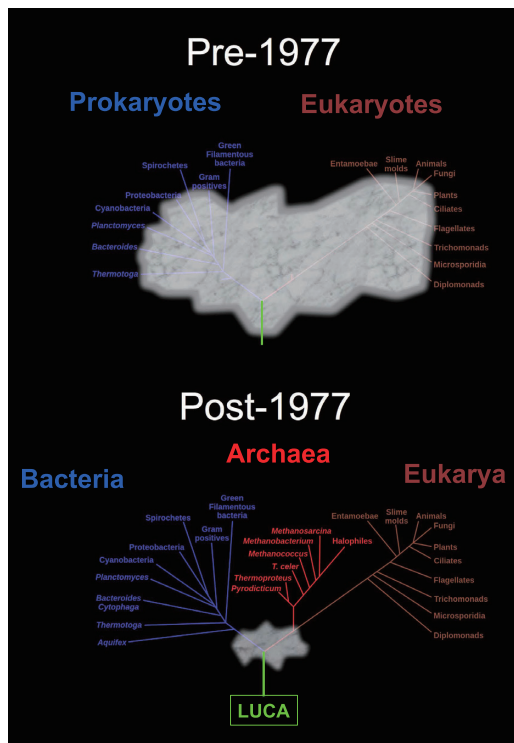 Pre-1977
Prokaryotes
Eukaryotes
Green
Filamentous
bacteria
Spirochetes
Gram
positives
Proteobacteria
Cyanobacteria
Planctomyces
Bacteroides
Thermotoga
Entamoebae
Slime
molds
Animals
Fungi
Plants
Ciliates
Flagellates
Trichomonads
Microsporidia
Diplomonads
Post-1977
Archaea
Bacteria
Eukarya
Green
Filamentous
bacteria
Spirochetes
Gram
positives
Proteobacteria
Cyanobacteria
Planctomyces
Bacteroides
Cytophaga
Thermotoga
Aquifex
Methanosarcina
Methanobacterium
Halophiles
Methanococcus
T. celer
Thermoproteus
Pyrodicticum
Entamoebae
Slime
molds
Animals
Fungi
Plants
Ciliates
Flagellates
Trichomonads
Microsporidia
Diplomonads
LUCA